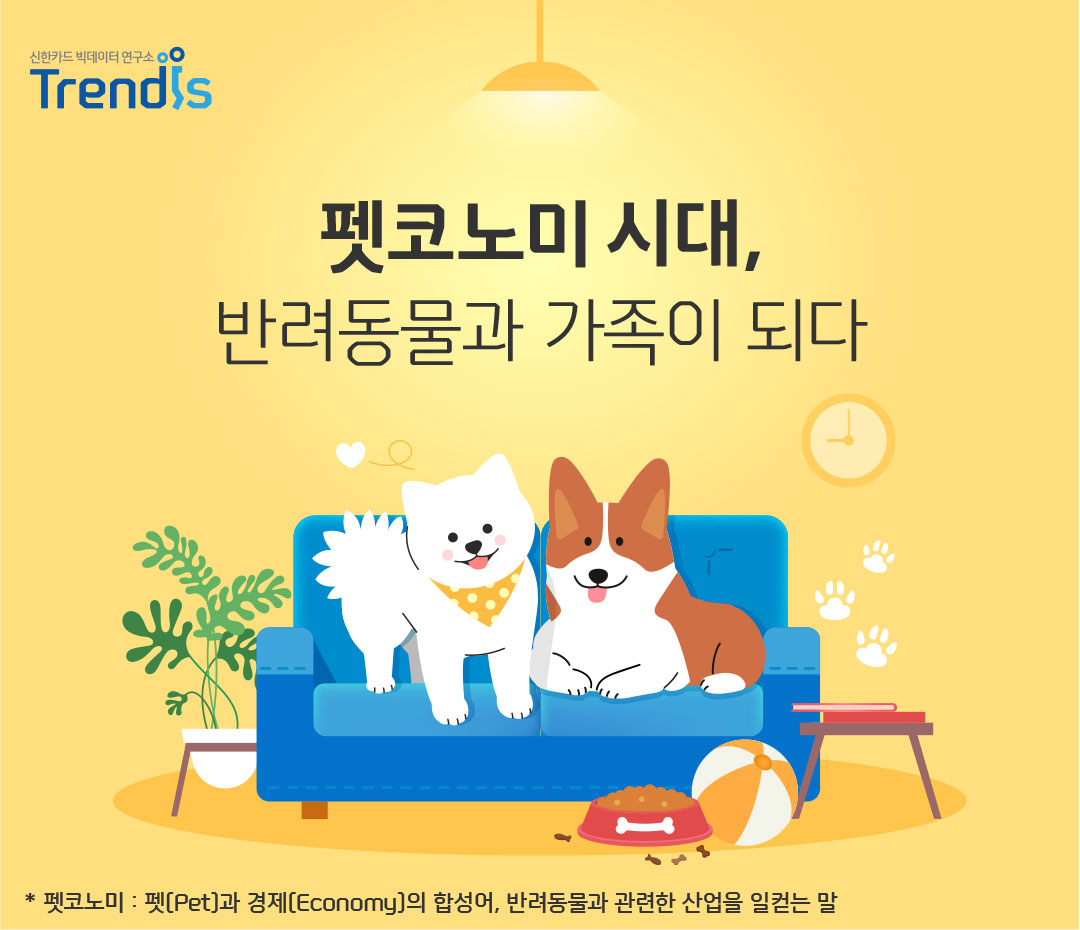 신한카드 빅데이터 연구소
Trendis
펫코노미 시대,
반려동물과 가족이 되다
* 펫코노미 : 펫(Pet)과 경제(Economy)의 합성어, 반려동물과 관련한 산업을 일컫는 말